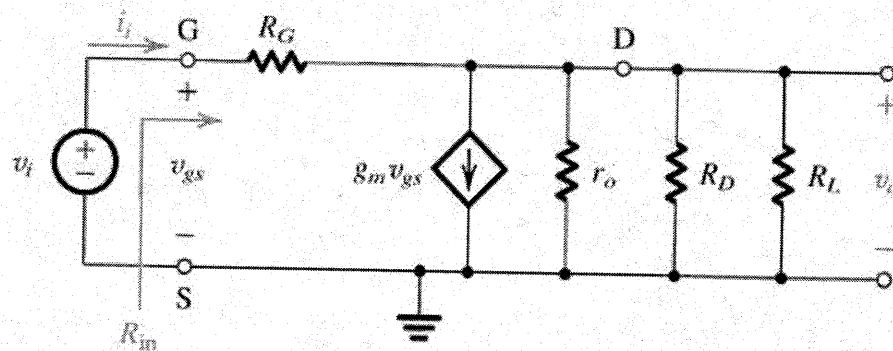 i_i
G
R_G
D
+
+
v_i
+
−
v_gs
g_m v_gs
r_o
R_D
R_L
−
−
S
R_in